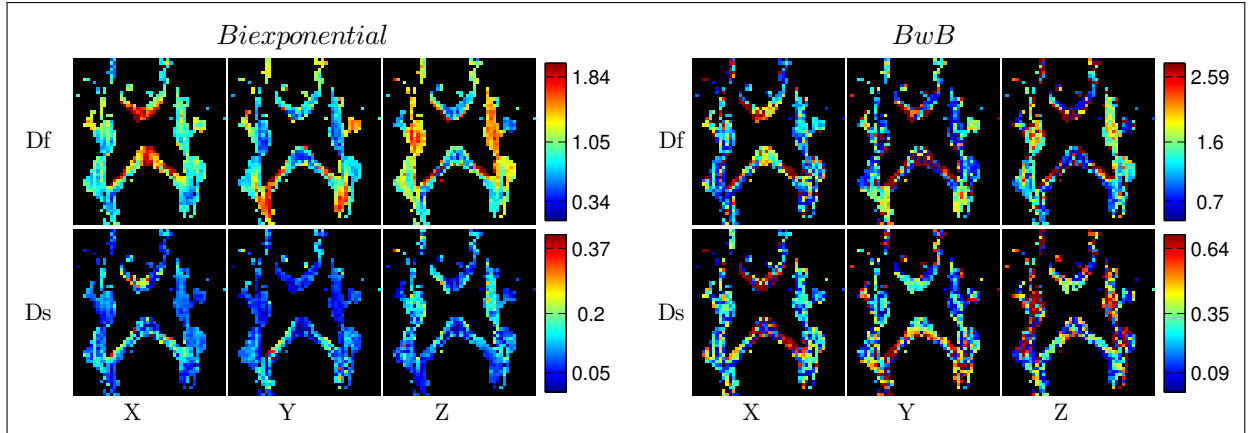 Biexponential
BwB
Df
1.84
1.05
0.34
Df
2.59
1.6
0.7
Ds
0.37
0.2
0.05
Ds
0.64
0.35
0.09
X Y Z
X Y Z